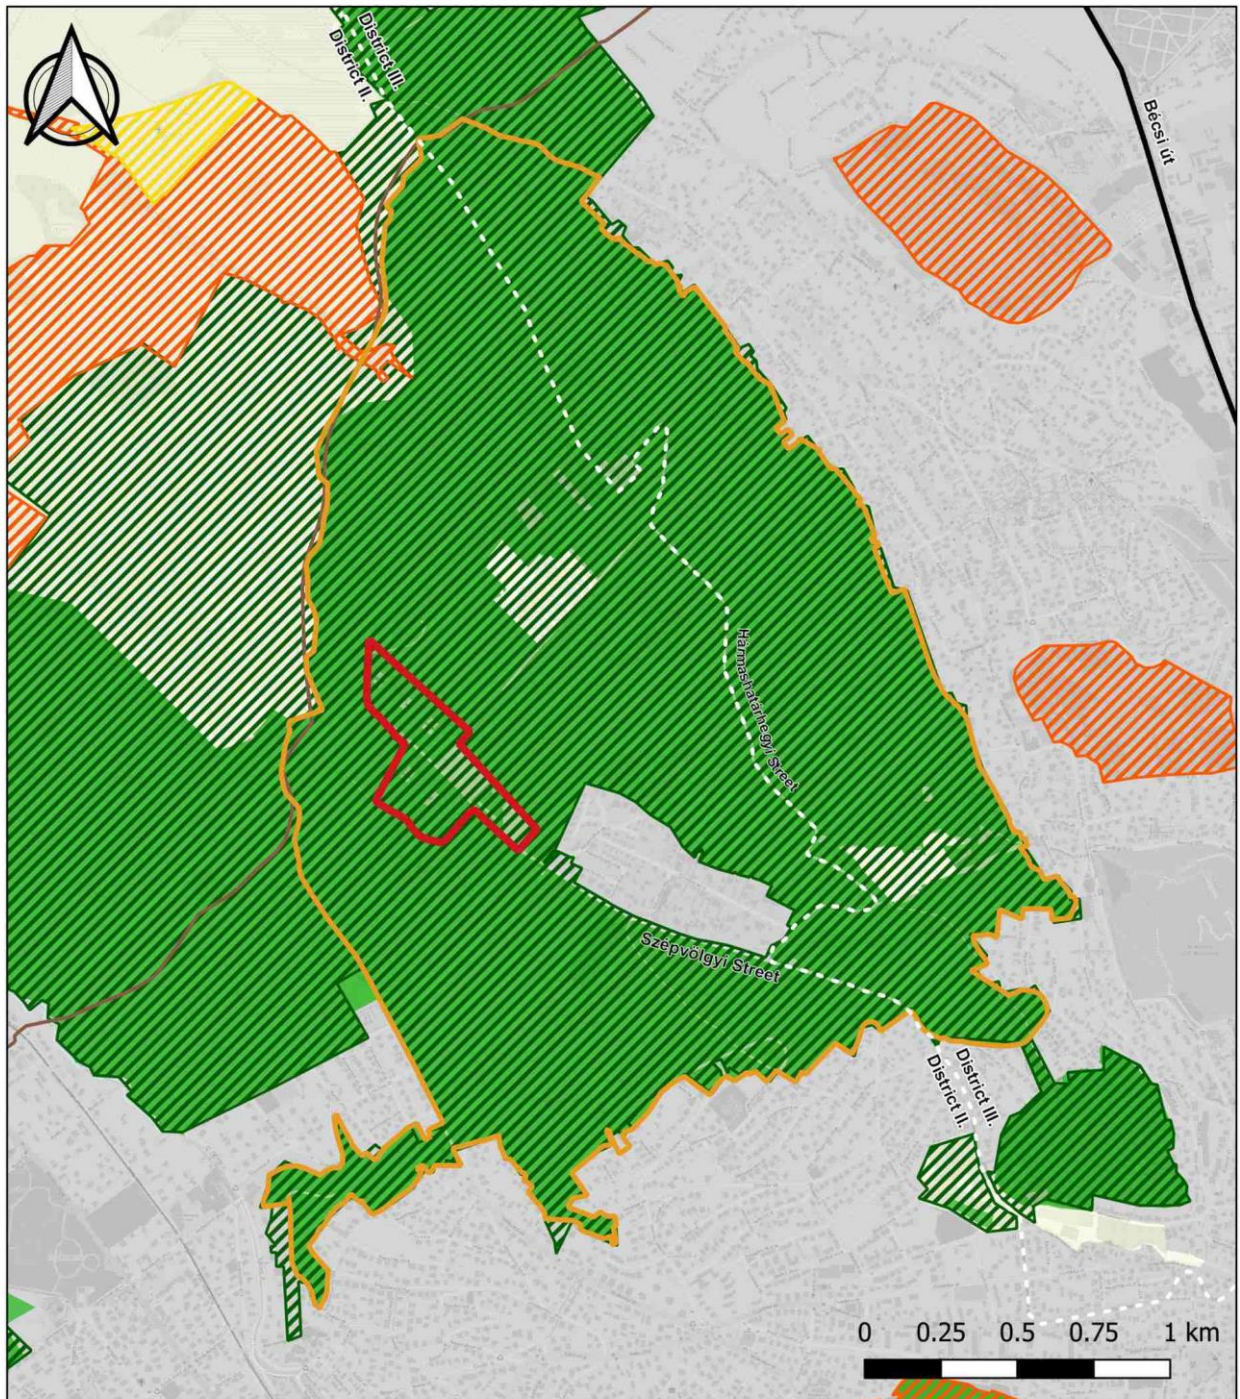 District III.
District II.
Bécsi út
Hármashatárhegyi Street
Szépvölgyi Street
District III.
District II.
0 0.25 0.5 0.75 1 km